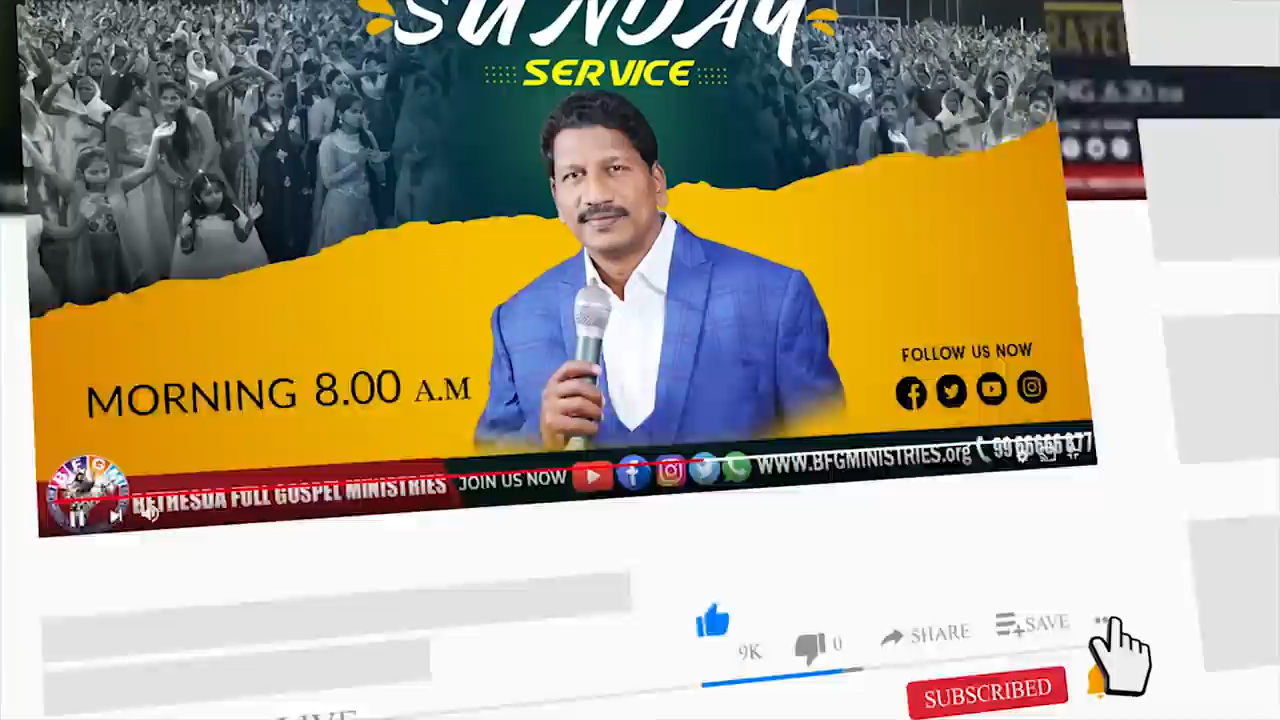 SUNDAY
SERVICE
MORNING 8.00 A.M
FOLLOW US NOW
BETHESDA FULL GOSPEL MINISTRIES
JOIN US NOW
WWW.BFGMINISTRIES.org
9K
0
SHARE
SAVE
SUBSCRIBED
LIVE